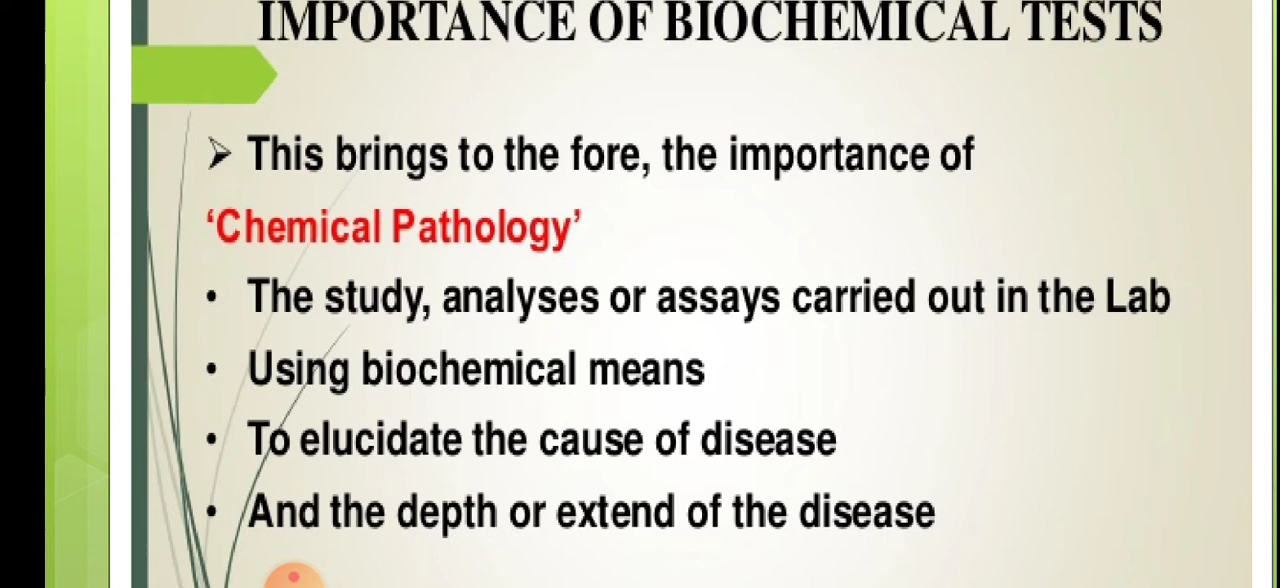 IMPORTANCE OF BIOCHEMICAL TESTS
➢ This brings to the fore, the importance of
‘Chemical Pathology’
• The study, analyses or assays carried out in the Lab
• Using biochemical means
• To elucidate the cause of disease
• And the depth or extend of the disease